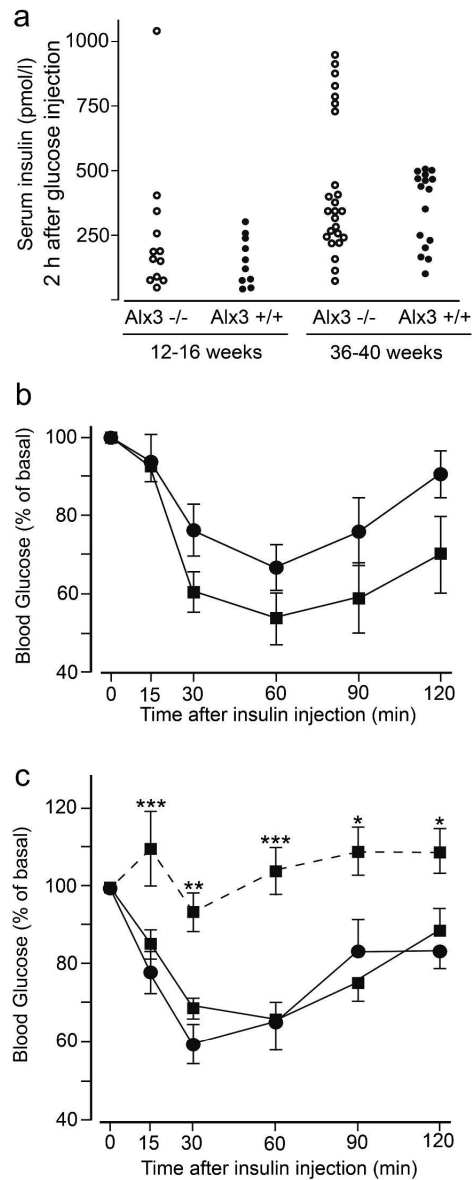 a
Serum insulin (pmol/l)
2 h after glucose injection
1000
750
500
250
Alx3 -/- Alx3 +/+ Alx3 -/- Alx3 +/+
12-16 weeks 36-40 weeks
b
Blood Glucose (% of basal)
100
80
60
40
0 15 30 60 90 120
Time after insulin injection (min)
c
Blood Glucose (% of basal)
120
100
80
60
40
*** ** *** * *
0 15 30 60 90 120
Time after insulin injection (min)